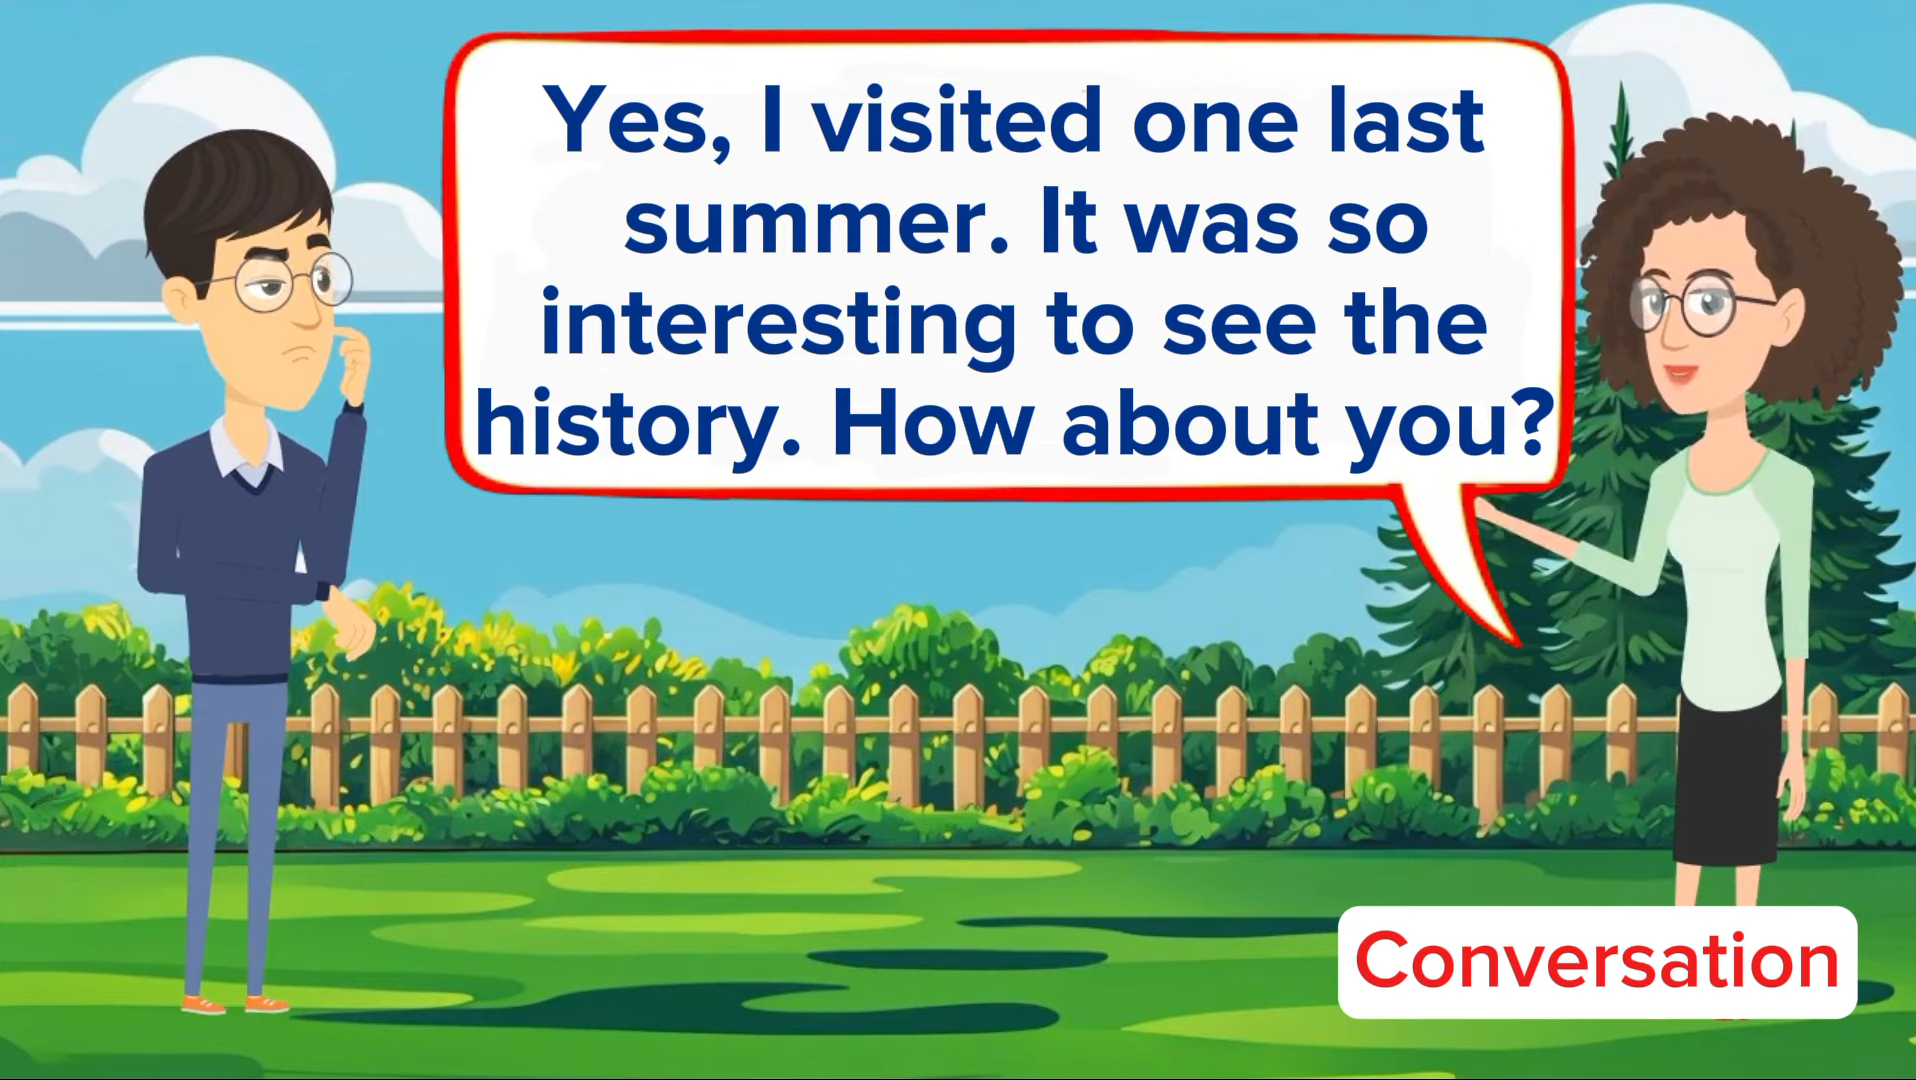 Yes, I visited one last
summer. It was so
interesting to see the
history. How about you?
Conversation